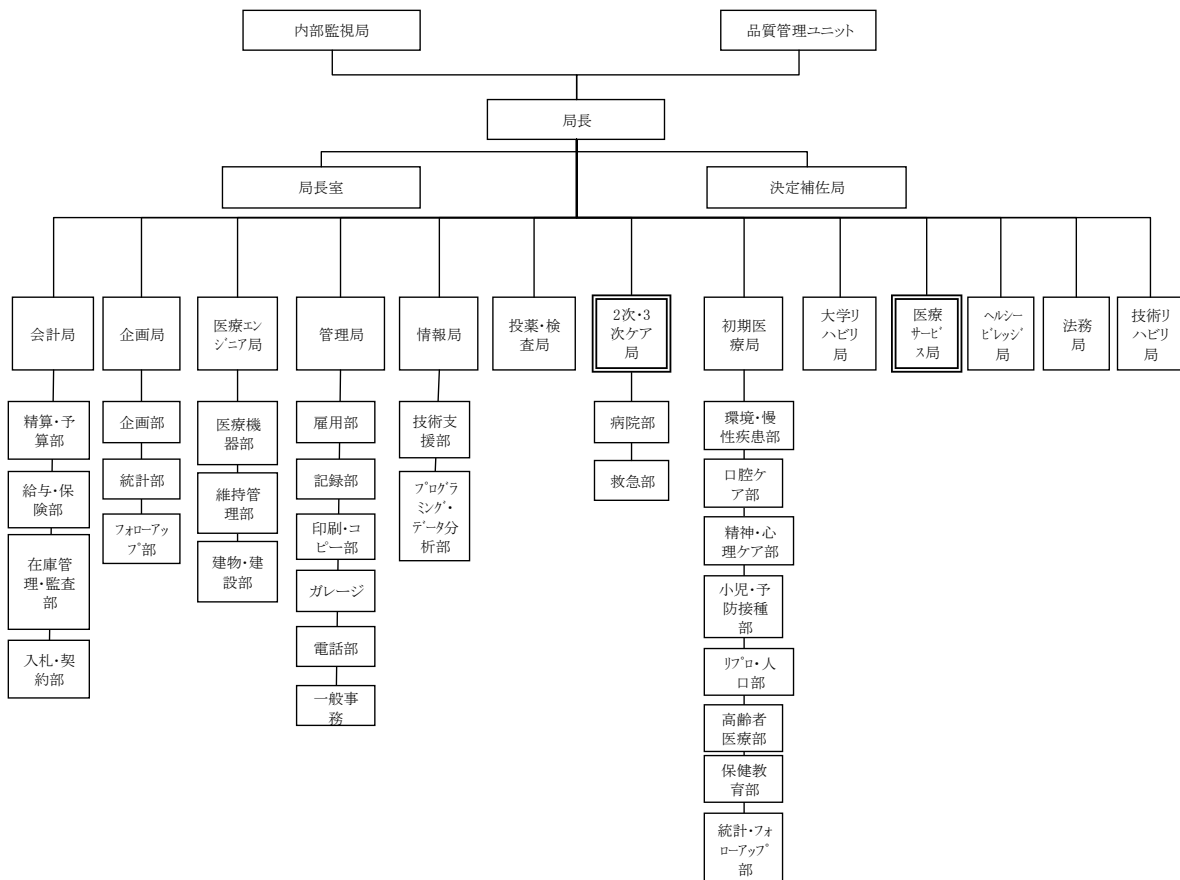 内部監視局
品質管理ユニット
局長
局長室
決定補佐局
会計局
企画局
医療エン
ジニア局
管理局
情報局
投薬・検
査局
2次・3
次ケア
局
初期医
療局
大学リ
ハビリ
局
医療
サービ
ス局
ヘルシー
ビレッジ
局
法務
局
技術リ
ハビリ
局
精算・予
算部
給与・保
険部
在庫管
理・監査
部
入札・契
約部
企画部
統計部
フォローアッ
プ部
医療機
器部
維持管
理部
建物・建
設部
雇用部
記録部
印刷・コ
ピー部
ガレージ
電話部
一般事
務
技術支
援部
プログラ
ミング・
データ分
析部
病院部
救急部
環境・慢
性疾患部
口腔ケ
ア部
精神・心
理ケア部
小児・予
防接種
部
リプロ・人
口部
高齢者
医療部
保健教
育部
統計・フォ
ローアップ
部